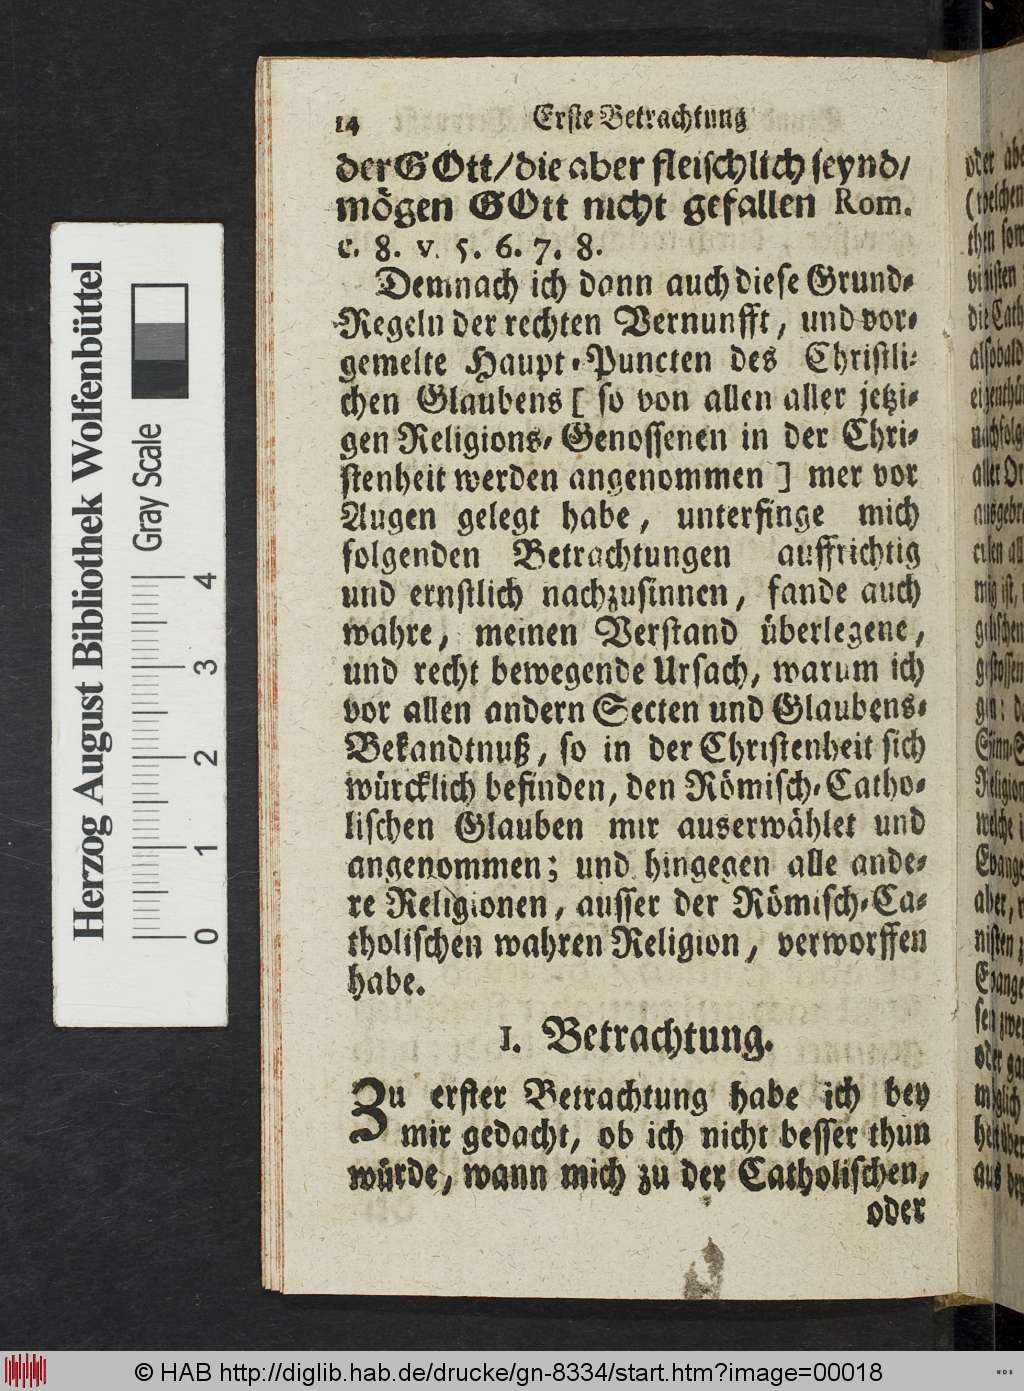 14 Erste Betrachtung
der GOtt/die aber fleischlich seynd/
mögen GOtt nicht gefallen Rom.
c. 8. v. 5. 6. 7. 8.
Demnach ich dann auch diese Grund-
Regeln der rechten Vernunfft, und vor-
gemelte Haupt-Puncten des Christli-
chen Glaubens [ so von allen aller jetzi-
gen Religions-Genossenen in der Chri-
stenheit werden angenommen ] mir vor
Augen gelegt habe, unterfinge mich
folgenden Betrachtungen auffrichtig
und ernstlich nachzusinnen, fande auch
wahre, meinen Verstand überlegene,
und recht bewegende Ursach, warum ich
vor allen andern Secten und Glaubens-
Bekandtnuß, so in der Christenheit sich
würcklich befinden, den Römisch-Catho-
lischen Glauben mir auserwählet und
angenommen; und hingegen alle ande-
re Religionen, ausser der Römisch-Ca-
tholischen wahren Religion, verworffen
habe.
1. Betrachtung.
Zu erster Betrachtung habe ich bey
mir gedacht, ob ich nicht besser thun
würde, wann mich zu der Catholischen,
oder
Herzog August Bibliothek Wolfenbüttel
Gray Scale
0 1 2 3 4
© HAB http://diglib.hab.de/drucke/gn-8334/start.htm?image=00018